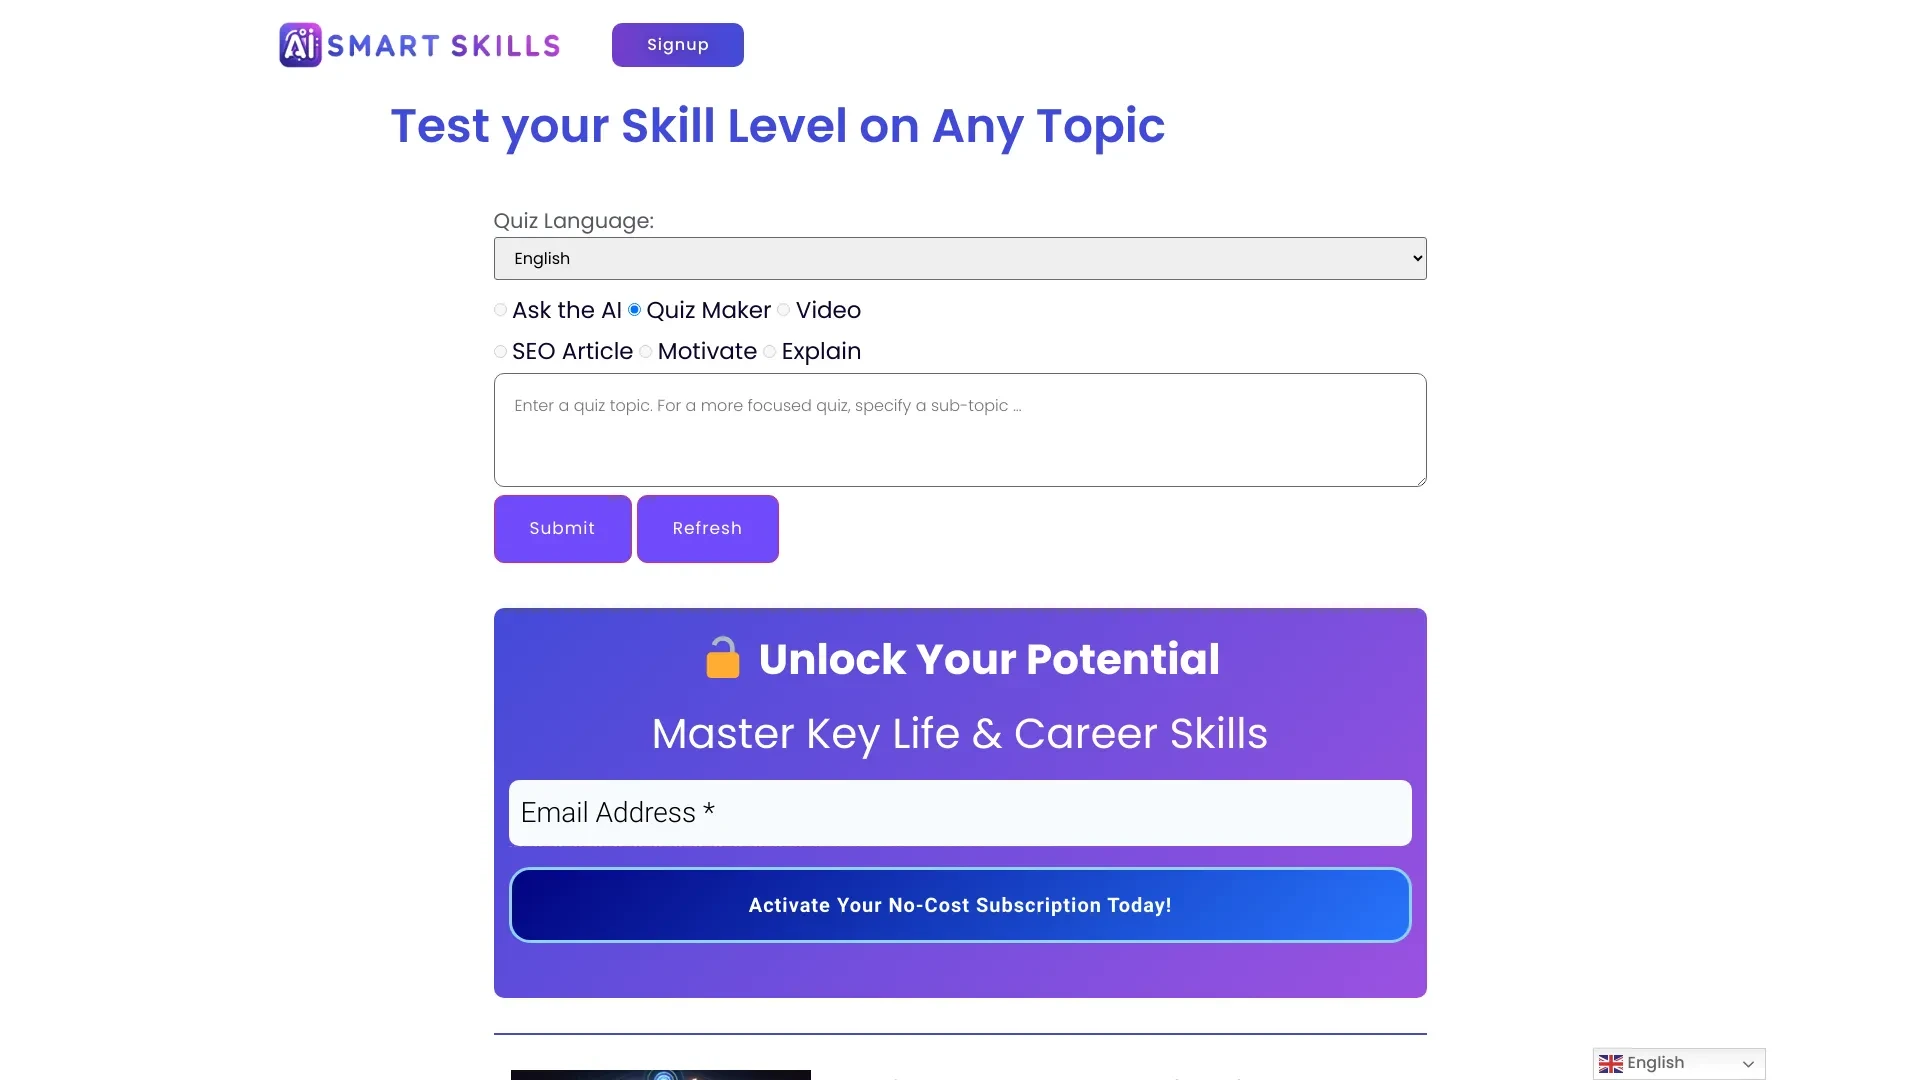 Ai SMART SKILLS
Signup
Test your Skill Level on Any Topic
Quiz Language:
English
Ask the AI Quiz Maker Video
SEO Article Motivate Explain
Enter a quiz topic. For a more focused quiz, specify a sub-topic ...
Submit Refresh
Unlock Your Potential
Master Key Life & Career Skills
Email Address *
Activate Your No-Cost Subscription Today!
English